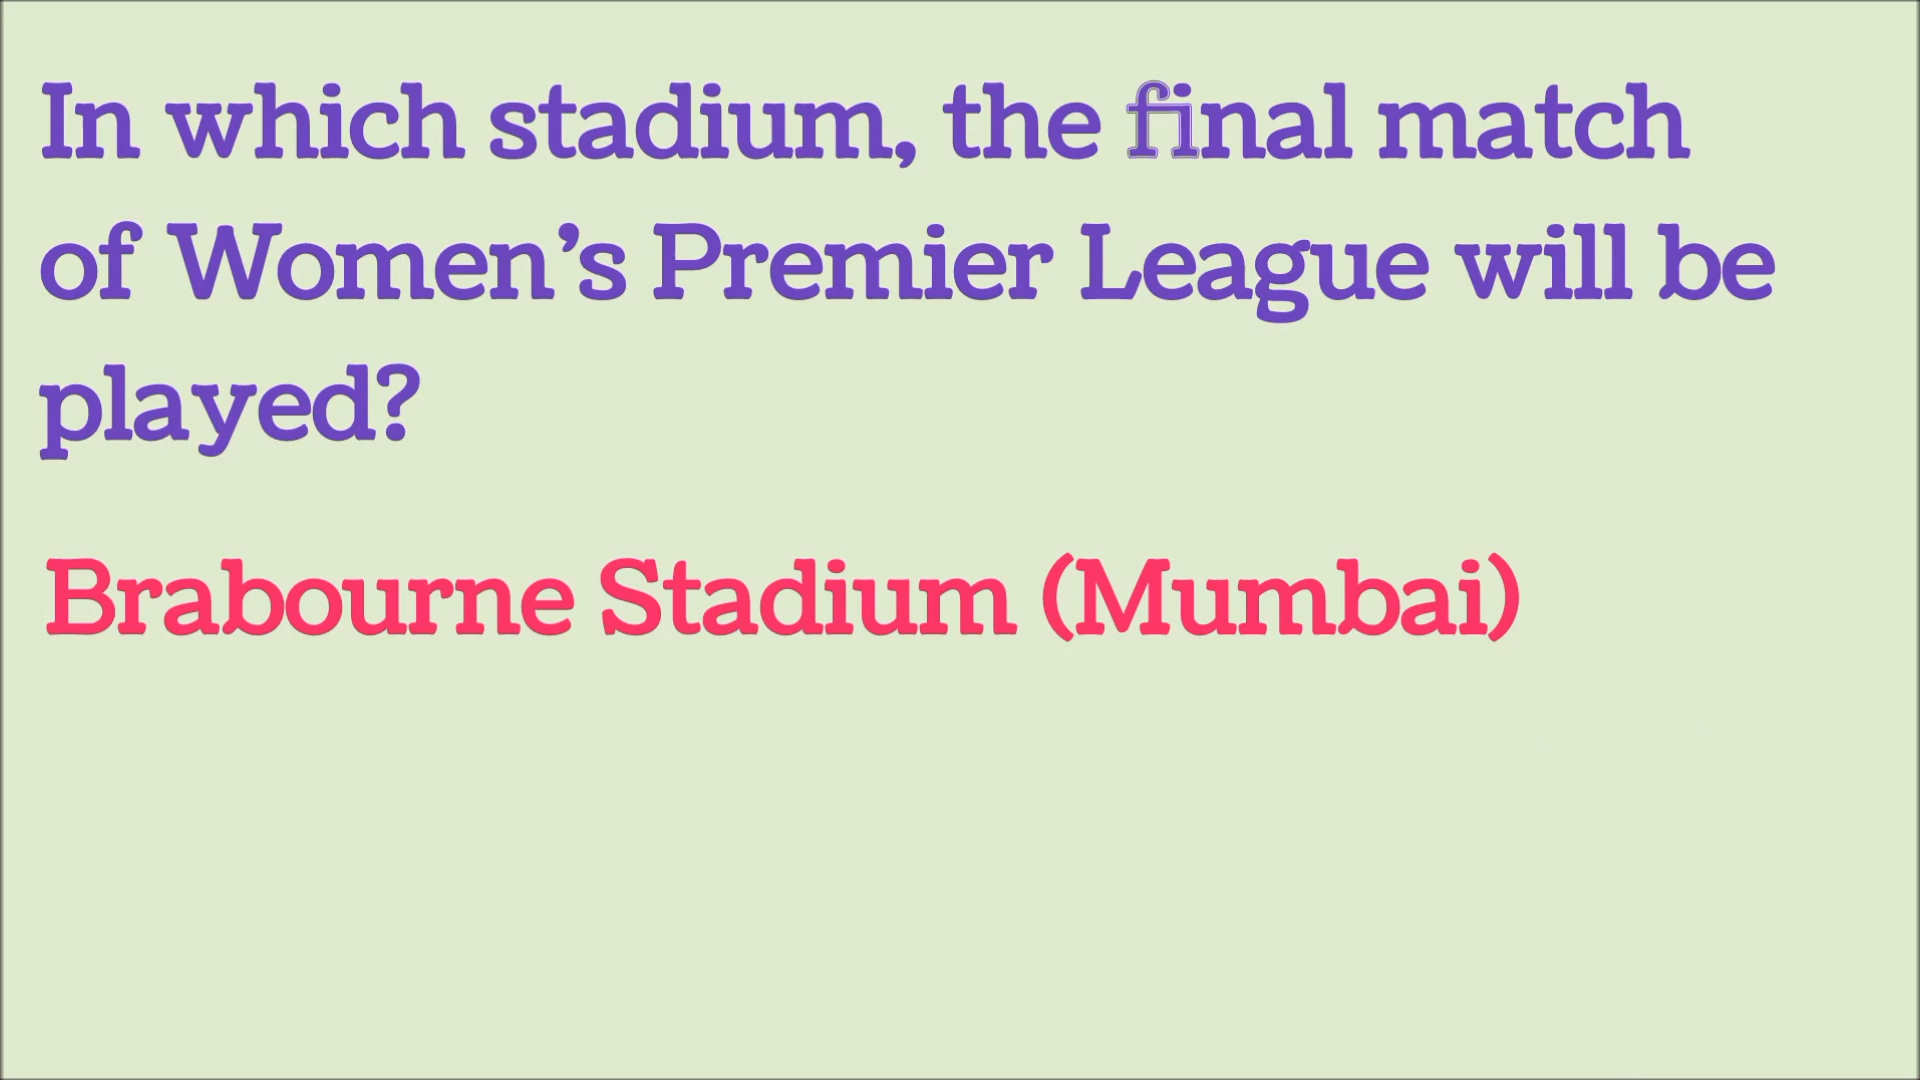 In which stadium, the final match
of Women’s Premier League will be
played?
Brabourne Stadium (Mumbai)